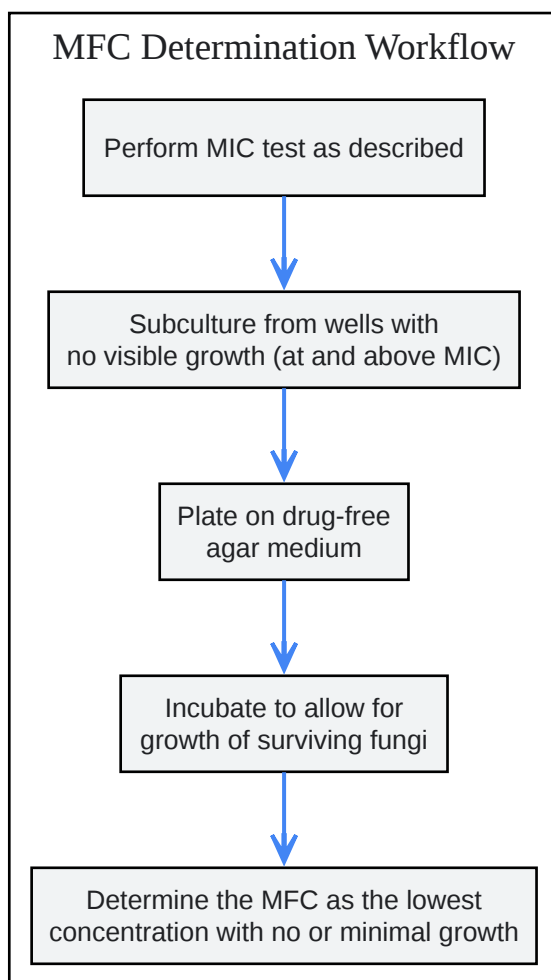 MFC Determination Workflow
Perform MIC test as described
Subculture from wells with
no visible growth (at and above MIC)
Plate on drug-free
agar medium
Incubate to allow for
growth of surviving fungi
Determine the MFC as the lowest
concentration with no or minimal growth